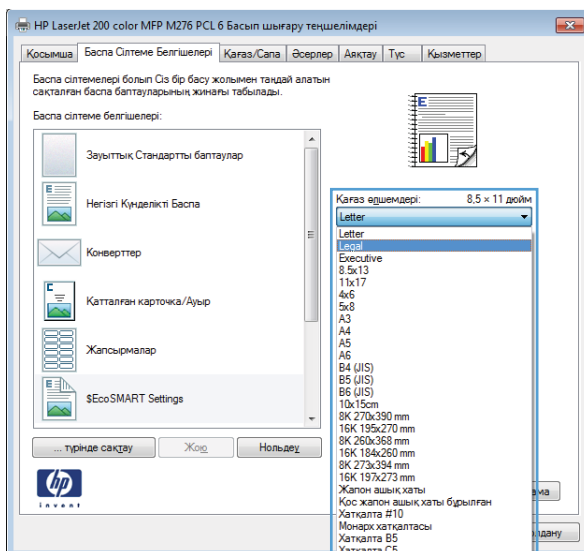 HP LaserJet 200 color MFP M276 PCL 6 Басып шығару теңшелімдері
Қосымша Баспа Сілтеме Белгішелері Қағаз/Сапа Әсерлер Аяқтау Түс Қызметтер
Баспа сілтемелері болып Сіз бір басу жолымен таңдай алатын
сақталған баспа баптауларының жинағы табылады.
Баспа сілтеме белгішелері:
Зауыттық Стандартты баптаулар
Негізгі Күнделікті Баспа
Конверттер
Катталған карточка/Ауыр
Жапсырмалар
$EcoSMART Settings
... түрінде сақтау
Жою
Нольдеу
hp
invent
Қағаз өлшемдері: 8,5 × 11 дюйм
Letter
Letter
Legal
Executive
8.5x13
11x17
4x6
5x8
A3
A4
A5
A6
B4 (JIS)
B5 (JIS)
B6 (JIS)
10x15cm
8K 270x390 mm
16K 195x270 mm
8K 260x368 mm
16K 184x260 mm
8K 273x394 mm
16K 197x273 mm
Жапон ашық хаты
Қос жапон ашық хаты бұрылған
Хатқалта #10
Монарх хатқалтасы
Хатқалта B5
Хатқалта C5